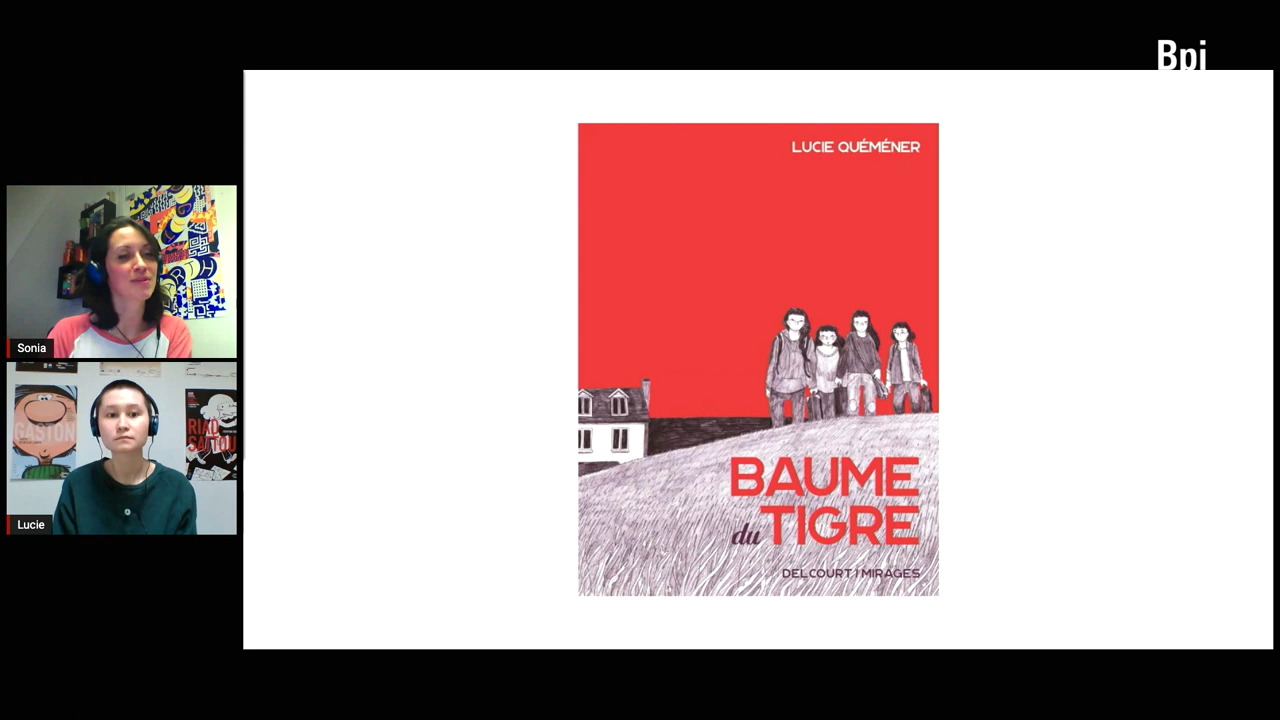 Bpi
LUCIE QUÉMÉNER
BAUME
du TIGRE
DELCOURT / MIRAGES
Sonia
GASTON
Lucie